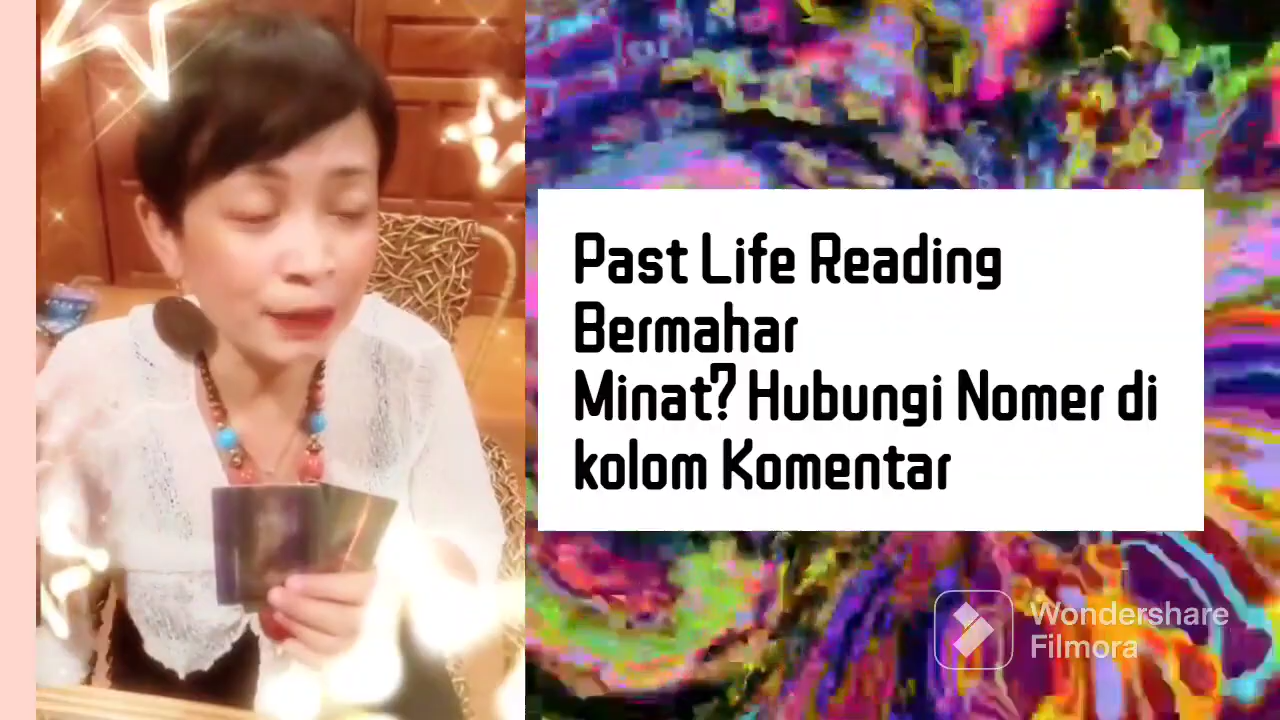 Past Life Reading
Bermahar
Minat? Hubungi Nomer di
kolom Komentar
Wondershare
Filmora